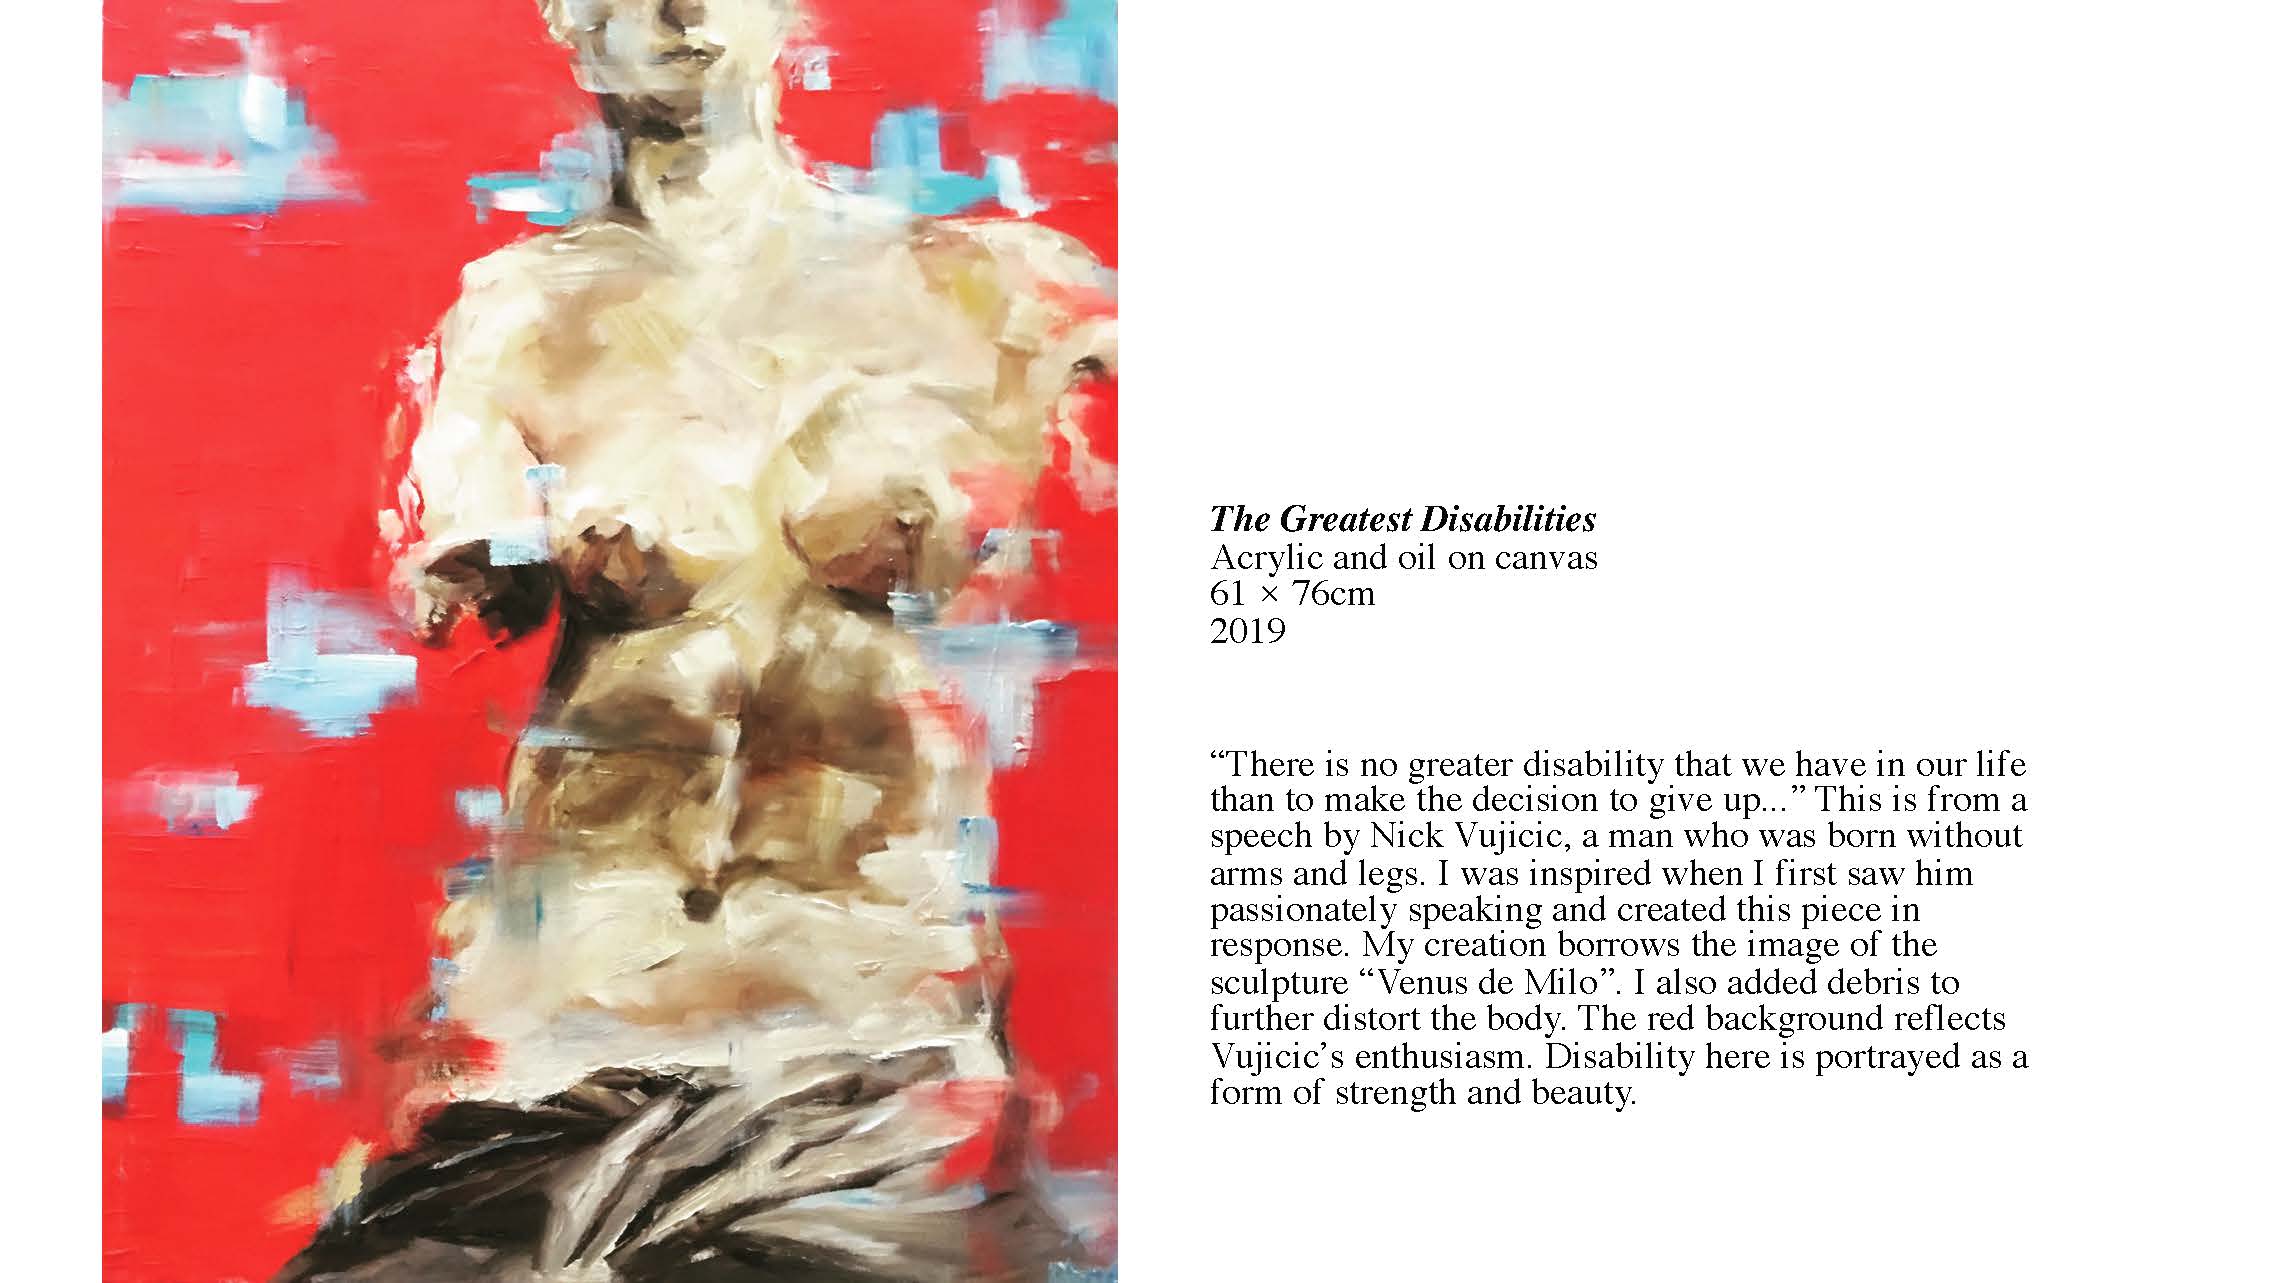 The Greatest Disabilities
Acrylic and oil on canvas
61 × 76cm
2019
“There is no greater disability that we have in our life
than to make the decision to give up...” This is from a
speech by Nick Vujicic, a man who was born without
arms and legs. I was inspired when I first saw him
passionately speaking and created this piece in
response. My creation borrows the image of the
sculpture “Venus de Milo”. I also added debris to
further distort the body. The red background reflects
Vujicic’s enthusiasm. Disability here is portrayed as a
form of strength and beauty.